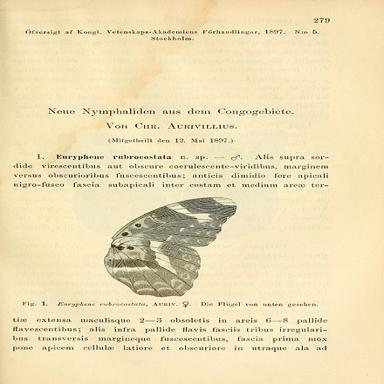 279
Öfversigt af Kongl. Vetenskaps-Akademiens Förhandlingar, 1897. N:o 5.
Stockholm.
Neue Nymphaliden aus dem Congogebiete.
Von Chr. Aurivillius.
(Mitgetheilt den 12. Mai 1897.)
1. Euryphene rubrocostata n. sp. — ♂. Alis supra sor-
dide virescentibus aut obscure coerulescente-viridibus, marginem
versus obscurioribus fuscescentibus; anticis dimidio fere apicali
nigro-fusco fascia subapicali inter costam et medium areæ ter-
Fig. 1. Euryphene rubrocostata, Auriv. ♀. Die Flügel von unten gesehen.
tiæ extensa maculisque 2—3 obsoletis in areis 6—8 pallide
flavescentibus; alis infra pallide flavis fasciis tribus irregulari-
bus transversis margineque fuscescentibus, fascia prima mox
pone apicem cellulæ latiore et obscuriore in utraque ala ad